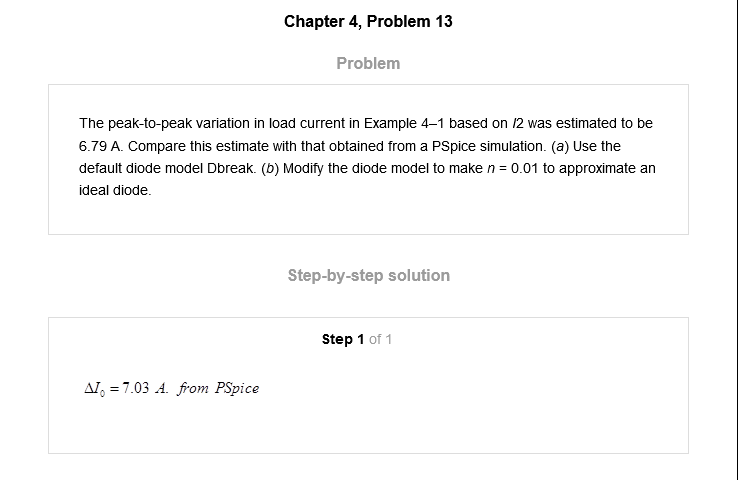 Chapter 4, Problem 13
Problem
The peak-to-peak variation in load current in Example 4–1 based on I2 was estimated to be
6.79 A. Compare this estimate with that obtained from a PSpice simulation. (a) Use the
default diode model Dbreak. (b) Modify the diode model to make n = 0.01 to approximate an
ideal diode.
Step-by-step solution
Step 1 of 1
ΔI₀ = 7.03 A. from PSpice